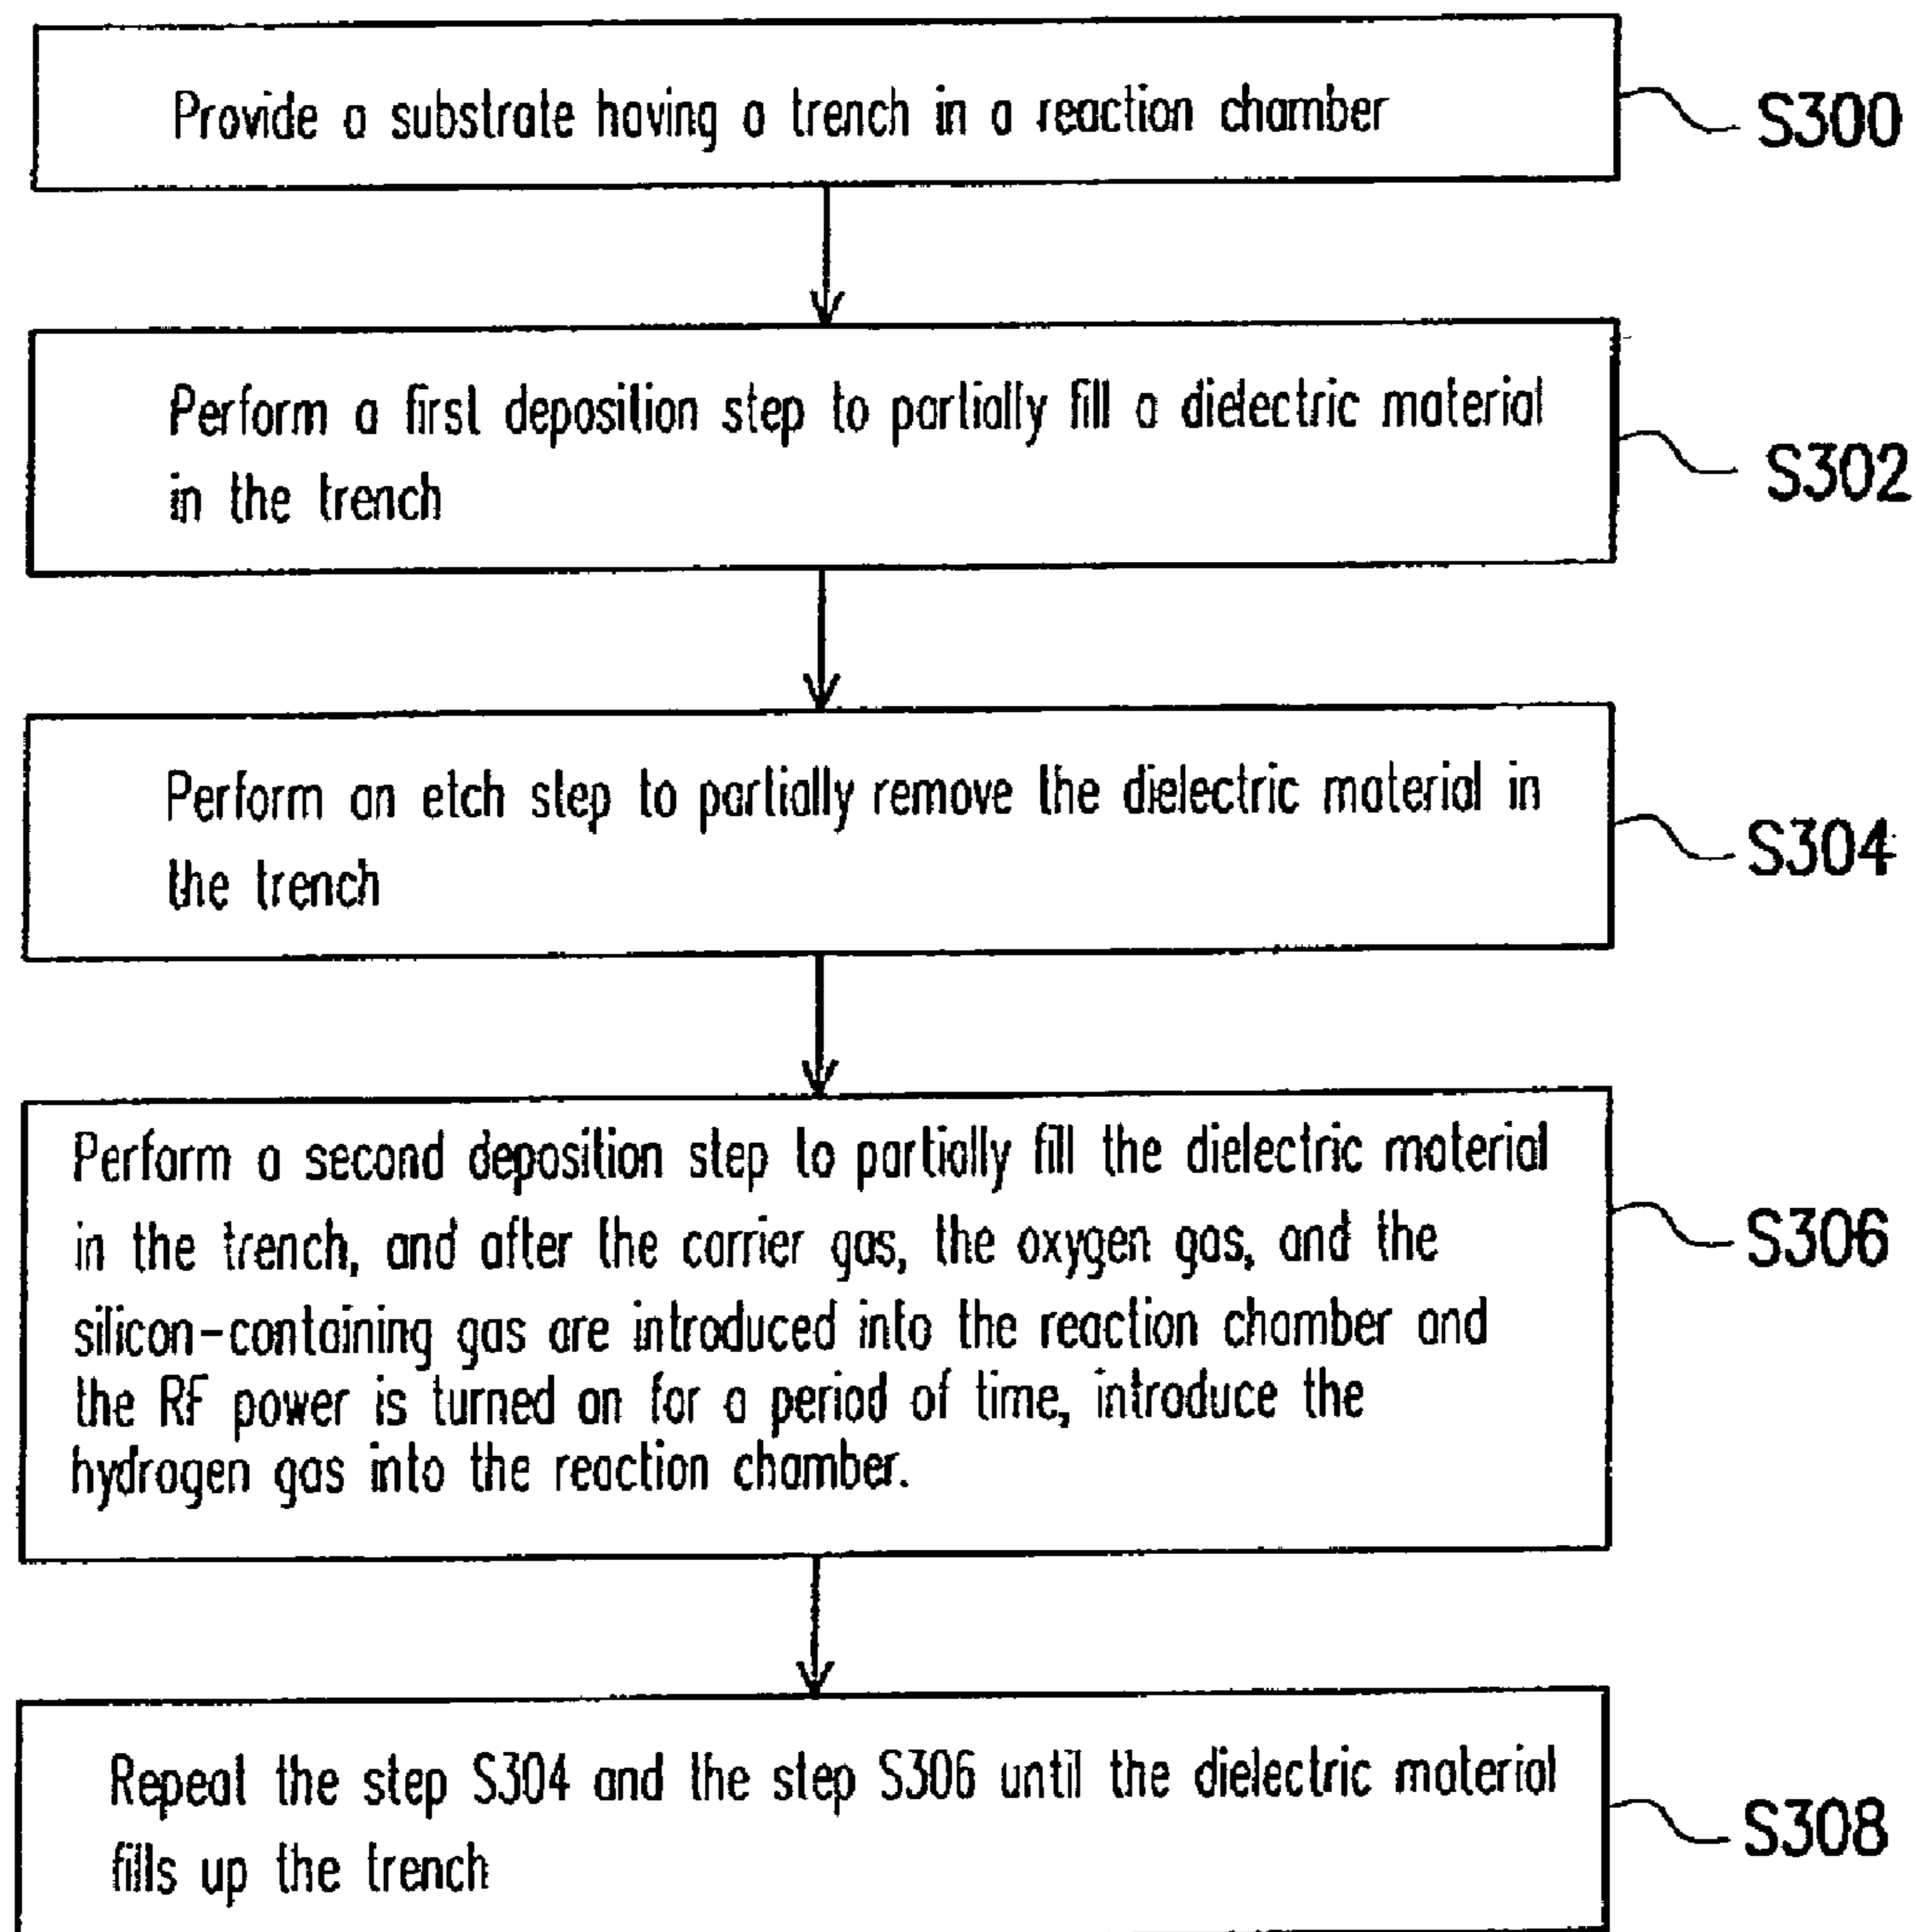 Provide a substrate having a trench in a reaction chamber
S300
Perform a first deposition step to partially fill a dielectric material
in the trench
S302
Perform an etch step to partially remove the dielectric material in
the trench
S304
Perform a second deposition step to partially fill the dielectric material
in the trench, and after the carrier gas, the oxygen gas, and the
silicon-containing gas are introduced into the reaction chamber and
the RF power is turned on for a period of time, introduce the
hydrogen gas into the reaction chamber.
S306
Repeat the step S304 and the step S306 until the dielectric material
fills up the trench
S308